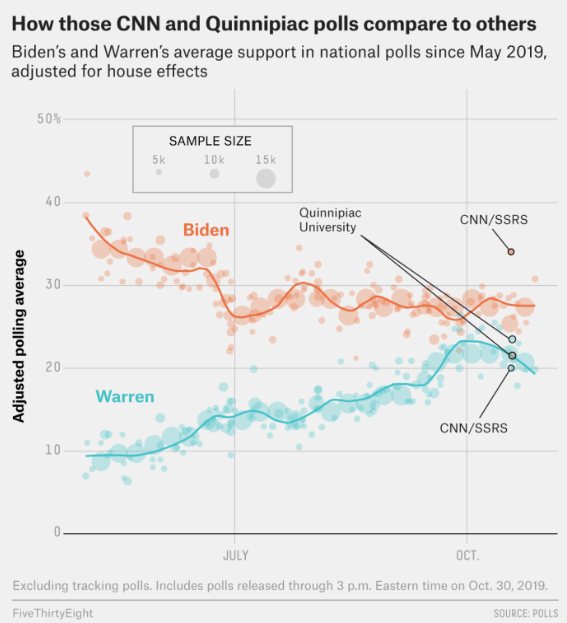 How those CNN and Quinnipiac polls compare to others
Biden's and Warren's average support in national polls since May 2019,
adjusted for house effects
50%
SAMPLE SIZE
5k 10k 15k
40
Quinnipiac
University
CNN/SSRS
Biden
30
Adjusted polling average
20
Warren
CNN/SSRS
10
0
JULY OCT.
Excluding tracking polls. Includes polls released through 3 p.m. Eastern time on Oct. 30, 2019.
FiveThirtyEight SOURCE: POLLS